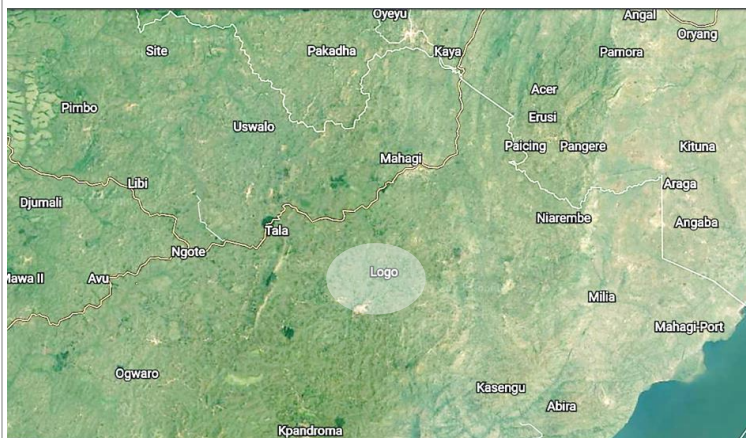 Oyeyu
Angal
Oryang
Site
Pakadha
Kaya
Pamora
Acer
Pimbo
Erusi
Uswalo
Paicing
Pangere
Kituna
Mahagi
Libi
Araga
Djumali
Niarembe
Angaba
Tala
Ngote
Logo
Mawa II
Avu
Milia
Mahagi-Port
Ogwaro
Kasengu
Abira
Kpandroma